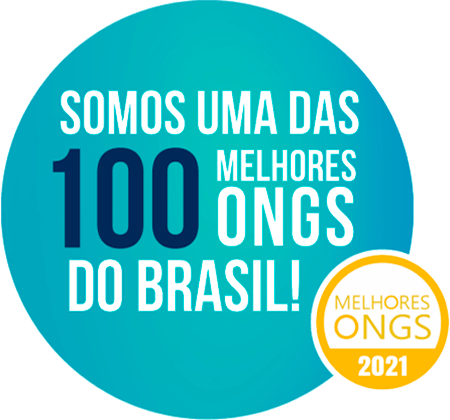 SOMOS UMA DAS
100 MELHORES
ONGS
DO BRASIL!
MELHORES
ONGS
2021